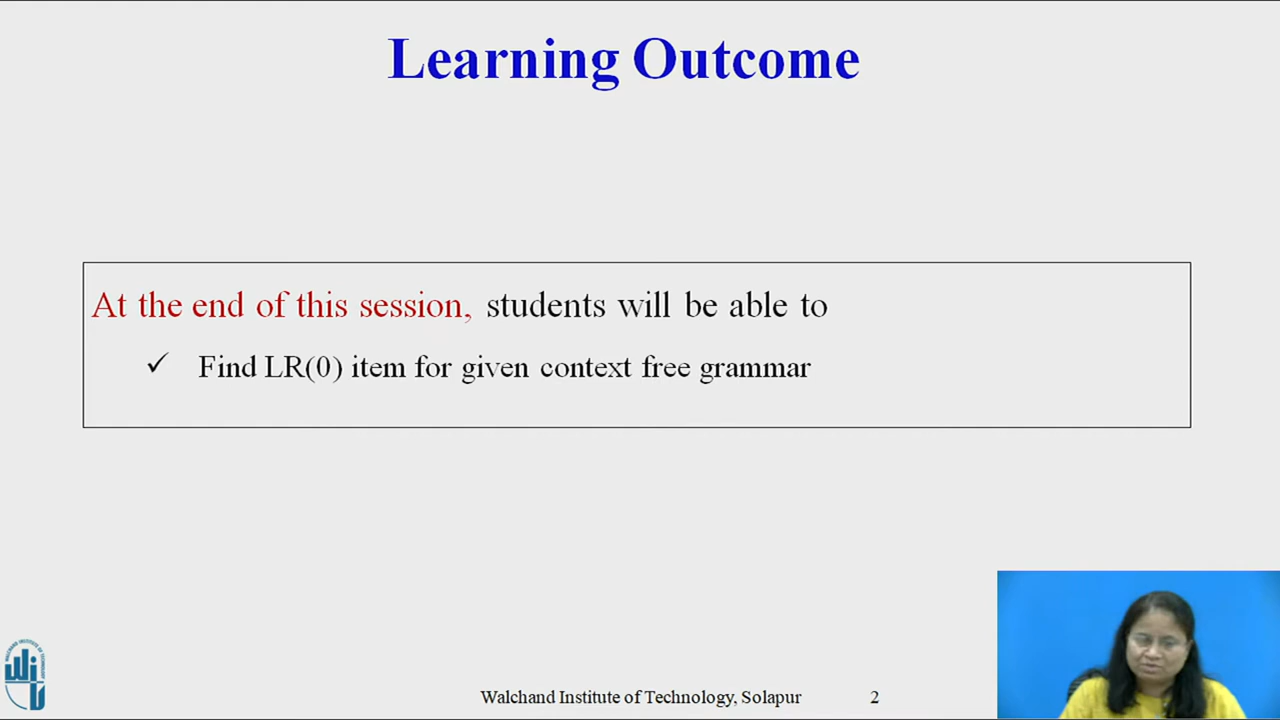 Learning Outcome
At the end of this session, students will be able to
✓ Find LR(0) item for given context free grammar
Walchand Institute of Technology, Solapur 2